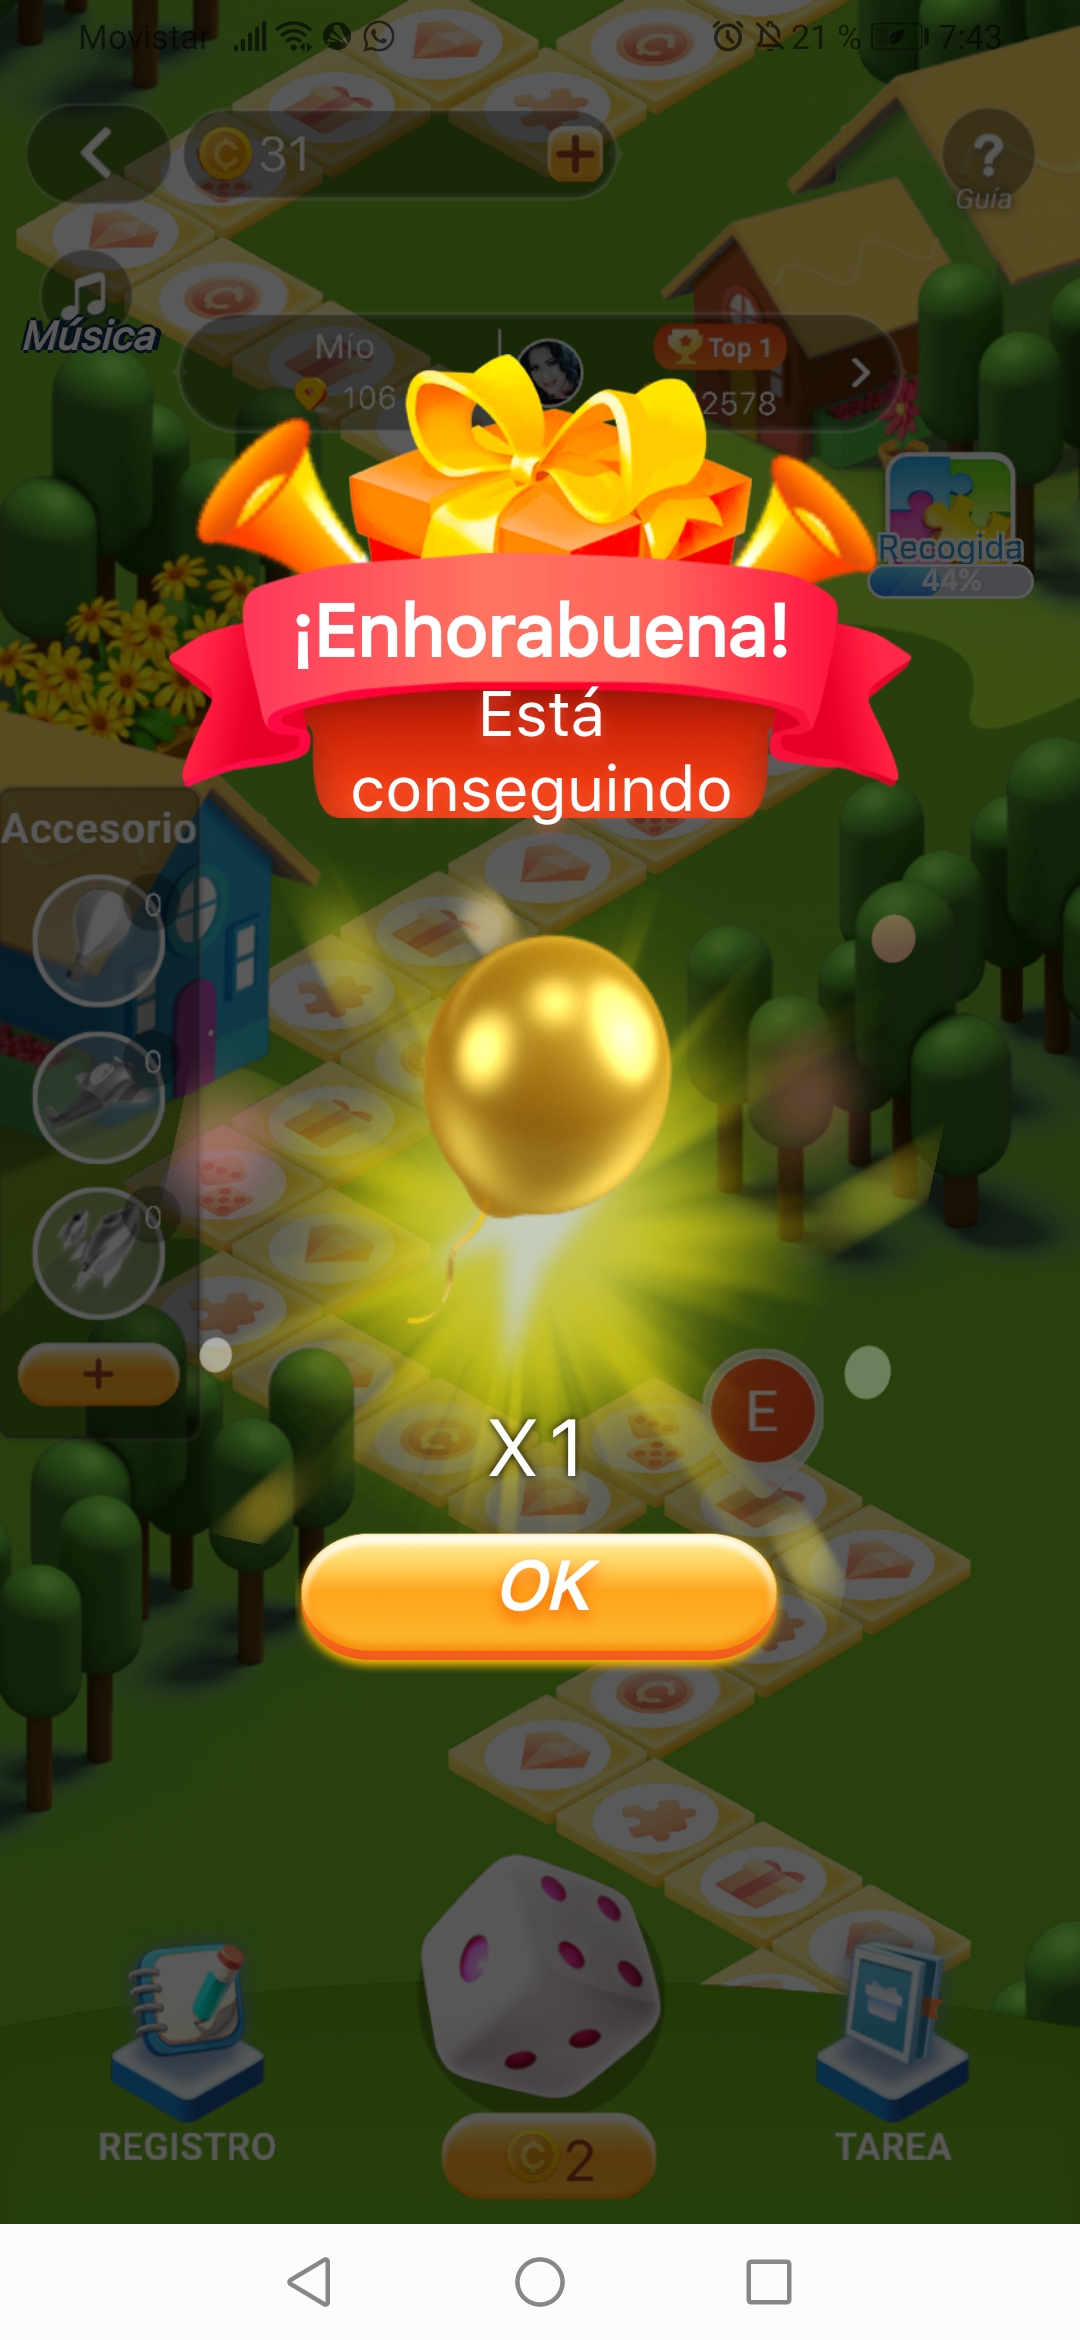 Movistar 21 % 7:43
31
Guía
Música
Mío
Top 1
106
2578
Recogida
44%
¡Enhorabuena!
Está
conseguindo
Accesorio
0
0
0
E
X1
OK
REGISTRO
2
TAREA